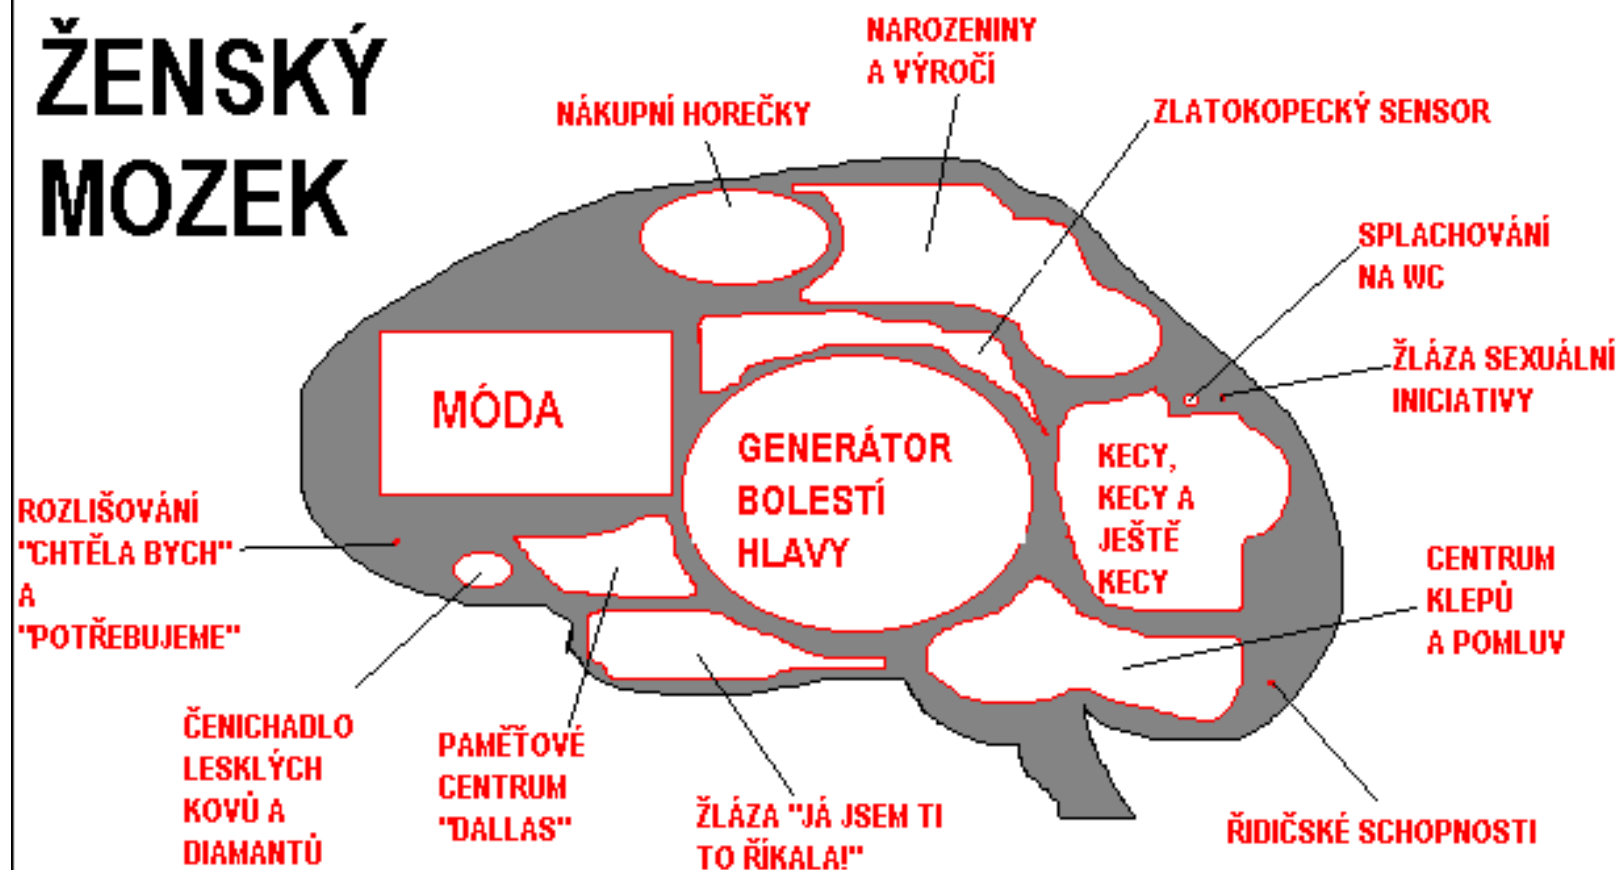 ŽENSKÝ
MOZEK
NAROZENINY
A VÝROČÍ
NÁKUPNÍ HOREČKY
ZLATOKOPECKÝ SENSOR
SPLACHOVÁNÍ
NA WC
ŽLÁZA SEXUÁLNÍ
INICIATIVY
MÓDA
GENERÁTOR
BOLESTÍ
HLAVY
KECY,
KECY A
JEŠTĚ
KECY
ROZLIŠOVÁNÍ
"CHTĚLA BYCH"
A
"POTŘEBUJEME"
CENTRUM
KLEPŮ
A POMLUV
ČENICHADLO
LESKLÝCH
KOVŮ A
DIAMANTŮ
PAMĚŤOVÉ
CENTRUM
"DALLAS"
ŽLÁZA "JÁ JSEM TI
TO ŘÍKALA!"
ŘIDIČSKÉ SCHOPNOSTI